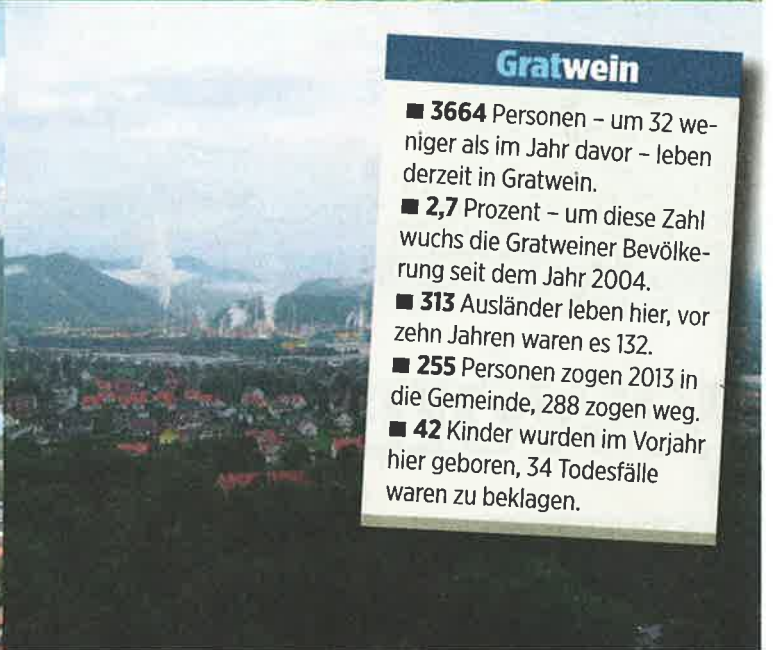 Gratwein
■ 3664 Personen – um 32 we-
niger als im Jahr davor – leben
derzeit in Gratwein.
■ 2,7 Prozent – um diese Zahl
wuchs die Gratweiner Bevölke-
rung seit dem Jahr 2004.
■ 313 Ausländer leben hier, vor
zehn Jahren waren es 132.
■ 255 Personen zogen 2013 in
die Gemeinde, 288 zogen weg.
■ 42 Kinder wurden im Vorjahr
hier geboren, 34 Todesfälle
waren zu beklagen.